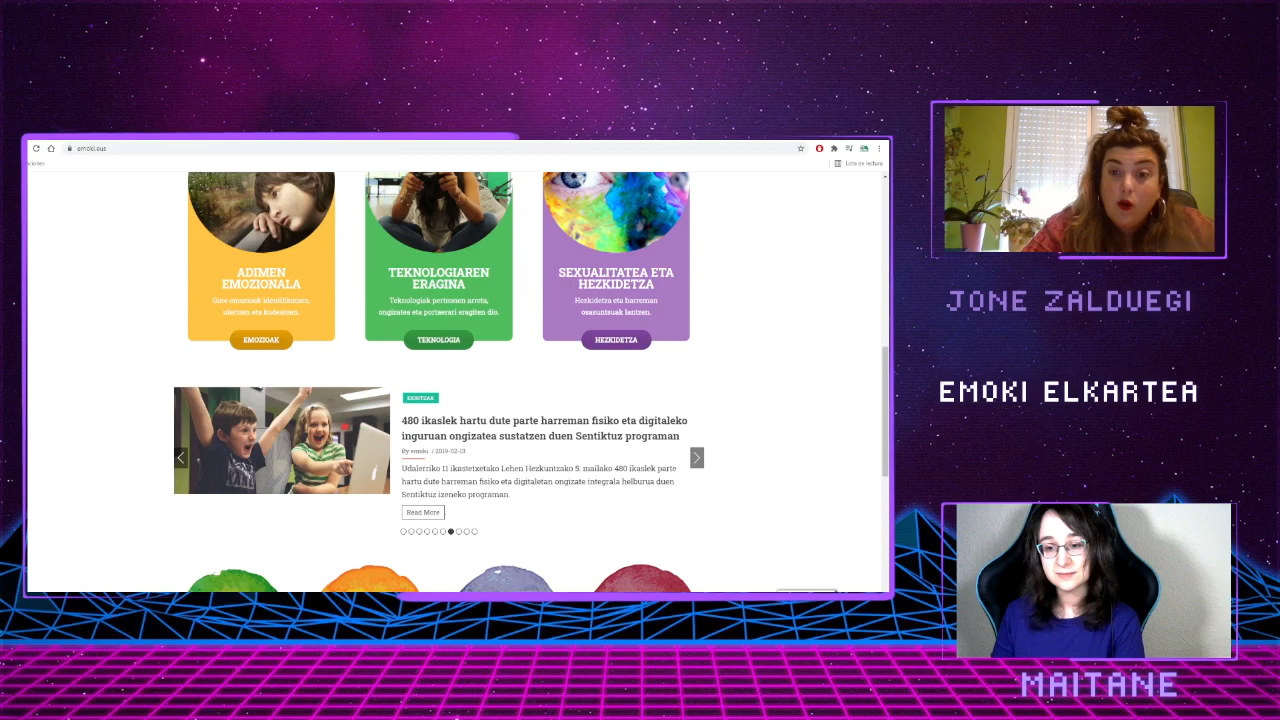 emoki.eus
ciones
Lista de lectura
ADIMEN
EMOZIONALA
Gure emozioak identifikatzen,
ulertzen eta kudeatzen.
EMOZIOAK
TEKNOLOGIAREN
ERAGINA
Teknologiak pertsonen arreta,
ongizatea eta portaerari eragiten dio.
TEKNOLOGIA
SEXUALITATEA ETA
HEZKIDETZA
Hezkidetza eta harreman
osasuntsuak lantzen.
HEZKIDETZA
EKINTZAK
480 ikaslek hartu dute parte harreman fisiko eta digitaleko
inguruan ongizatea sustatzen duen Sentiktuz programan
By emoki / 2019-02-13
Udalerriko 11 ikastetxetako Lehen Hezkuntzako 5. mailako 480 ikaslek parte
hartu dute harreman fisiko eta digitaletan ongizate integrala helburua duen
Sentiktuz izeneko programan.
Read More
JONE ZALDUEGI
EMOKI ELKARTEA
MAITANE